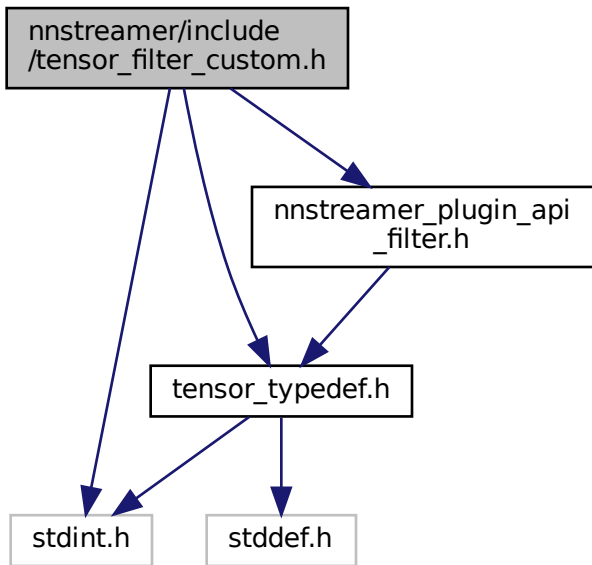 nnstreamer/include
/tensor_filter_custom.h
nnstreamer_plugin_api
_filter.h
tensor_typedef.h
stdint.h
stddef.h